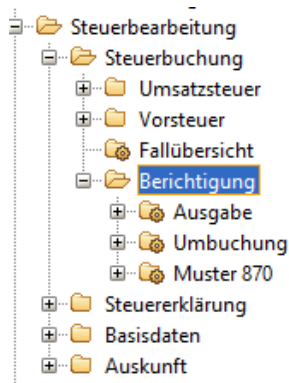 Steuerbearbeitung
Steuerbuchung
Umsatzsteuer
Vorsteuer
Fallübersicht
Berichtigung
Ausgabe
Umbuchung
Muster 870
Steuererklärung
Basisdaten
Auskunft